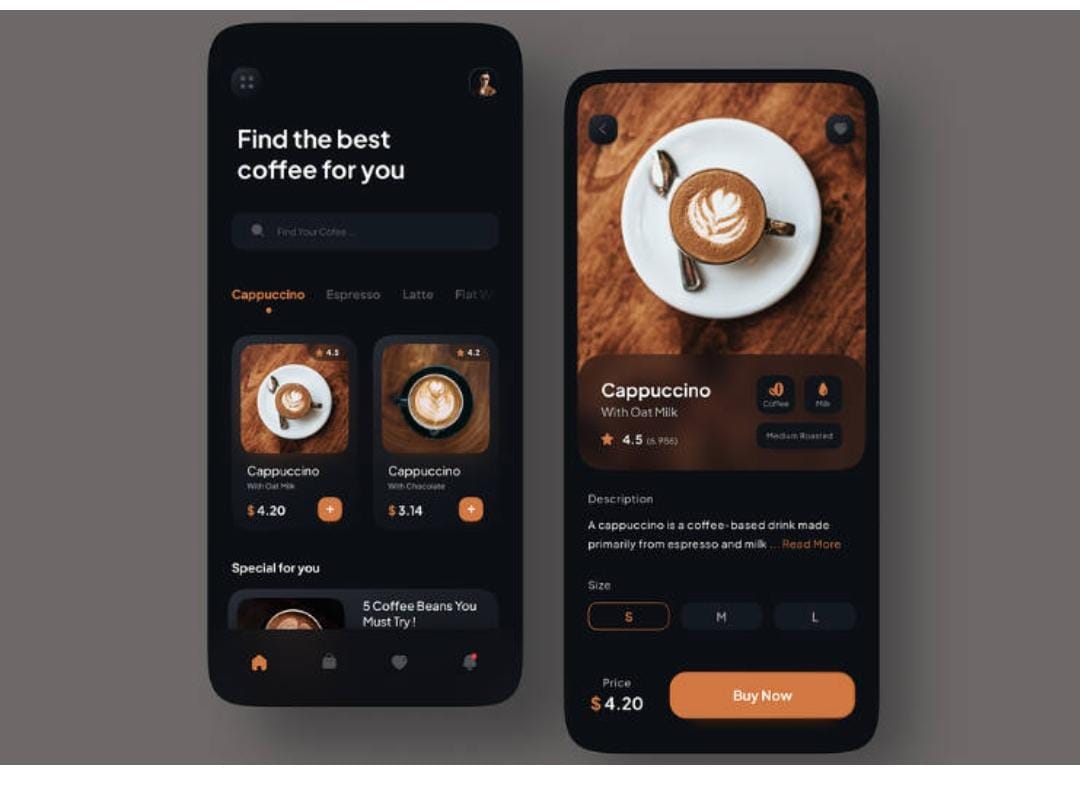 Find the best
coffee for you
Find Your Cofee ...
Cappuccino Espresso Latte Flat W
4.5
4.2
Cappuccino
With Oat Milk
$ 4.20
+
Cappuccino
With Chocolate
$ 3.14
+
Special for you
5 Coffee Beans You
Must Try !
Cappuccino
With Oat Milk
4.5 (6.986)
Coffee
Milk
Medium Roasted
Description
A cappuccino is a coffee-based drink made
primarily from espresso and milk ... Read More
Size
S M L
Price
$ 4.20
Buy Now